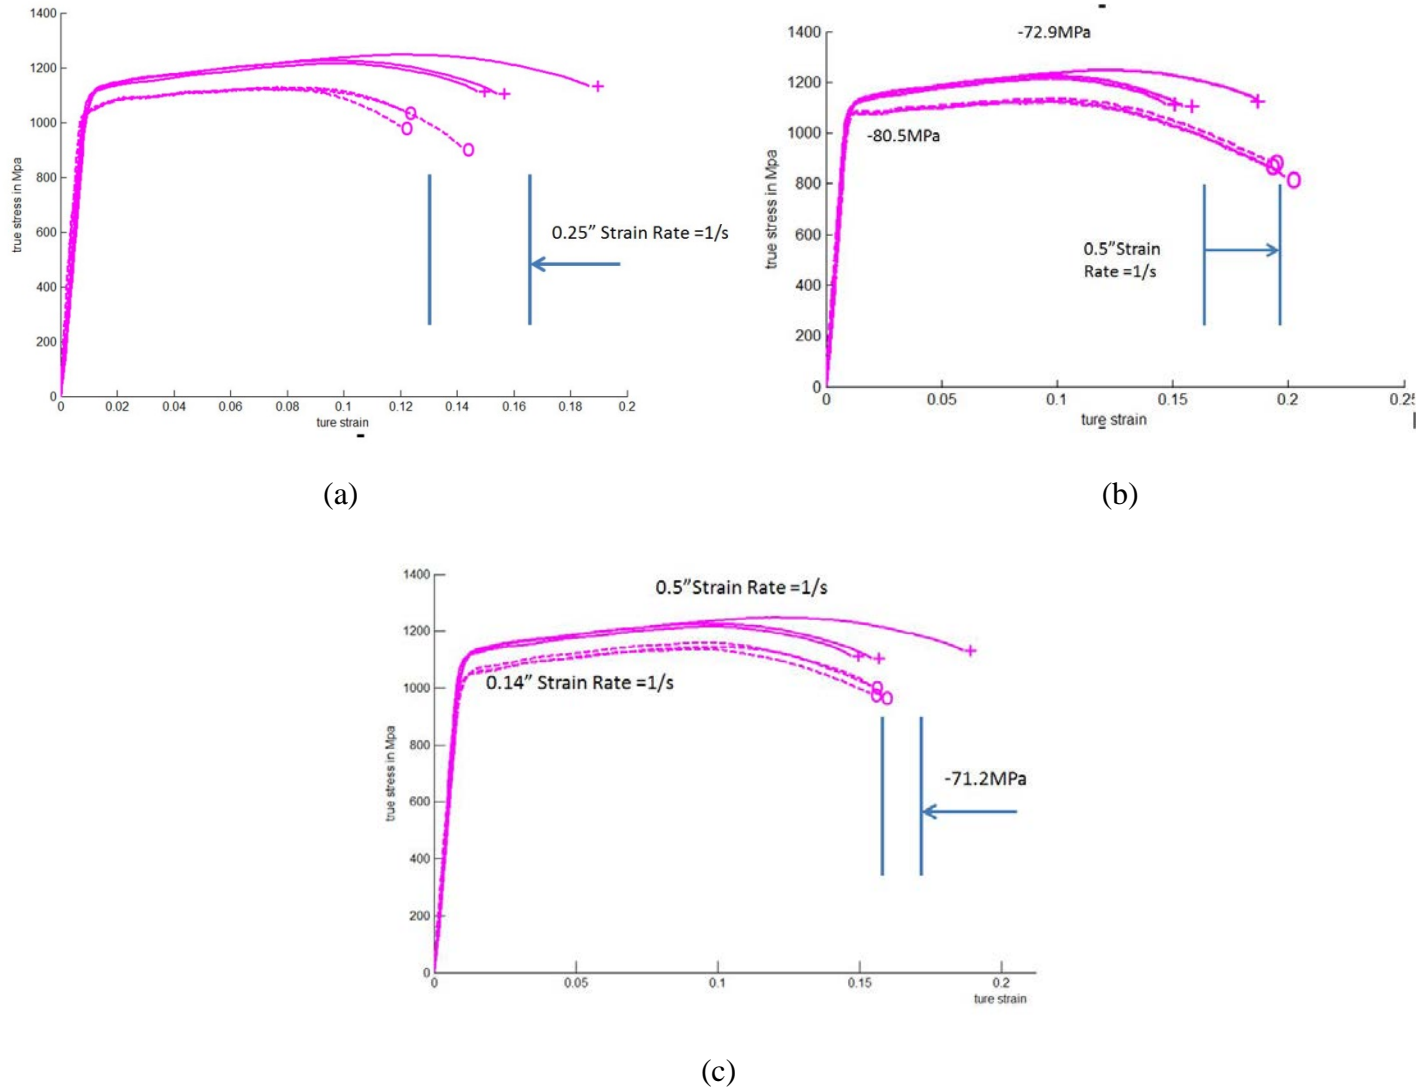 1400
1200
1000
800
600
400
200
0
true stress in Mpa
0.25” Strain Rate =1/s
0 0.02 0.04 0.06 0.08 0.1 0.12 0.14 0.16 0.18 0.2
ture strain
(a)
-72.9MPa
1400
1200
1000
800
600
400
200
0
true stress in Mpa
-80.5MPa
0.5”Strain
Rate =1/s
0 0.05 0.1 0.15 0.2
ture strain
(b)
1400
1200
1000
800
600
400
200
0
true stress in Mpa
0.5”Strain Rate =1/s
0.14” Strain Rate =1/s
-71.2MPa
0 0.05 0.1 0.15 0.2
ture strain
(c)